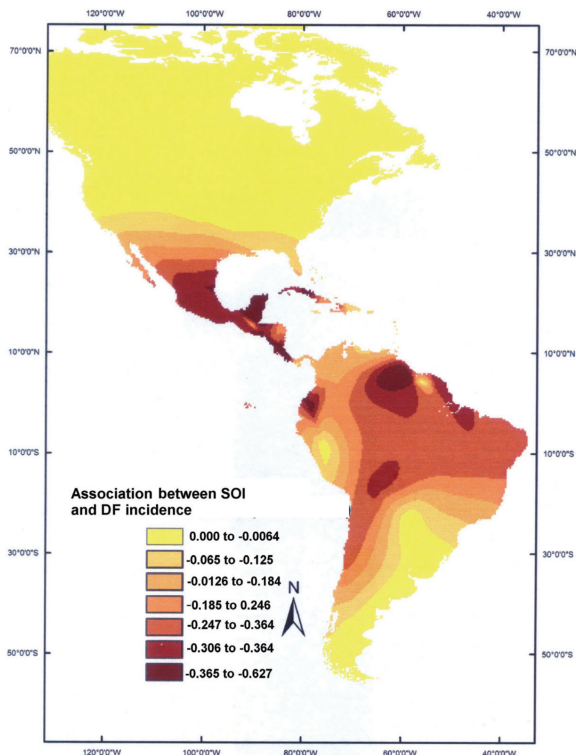 120°0'0"W 100°0'0"W 80°0'0"W 60°0'0"W 40°0'0"W
70°0'0"N 70°0'0"N
50°0'0"N 50°0'0"N
30°0'0"N 30°0'0"N
10°0'0"N 10°0'0"N
10°0'0"S 10°0'0"S
Association between SOI
and DF incidence
0.000 to -0.0064
-0.065 to -0.125
-0.0126 to -0.184
-0.185 to 0.246
-0.247 to -0.364
-0.306 to -0.364
-0.365 to -0.627
N
30°0'0"S 30°0'0"S
50°0'0"S 50°0'0"S
120°0'0"W 100°0'0"W 80°0'0"W 60°0'0"W 40°0'0"W